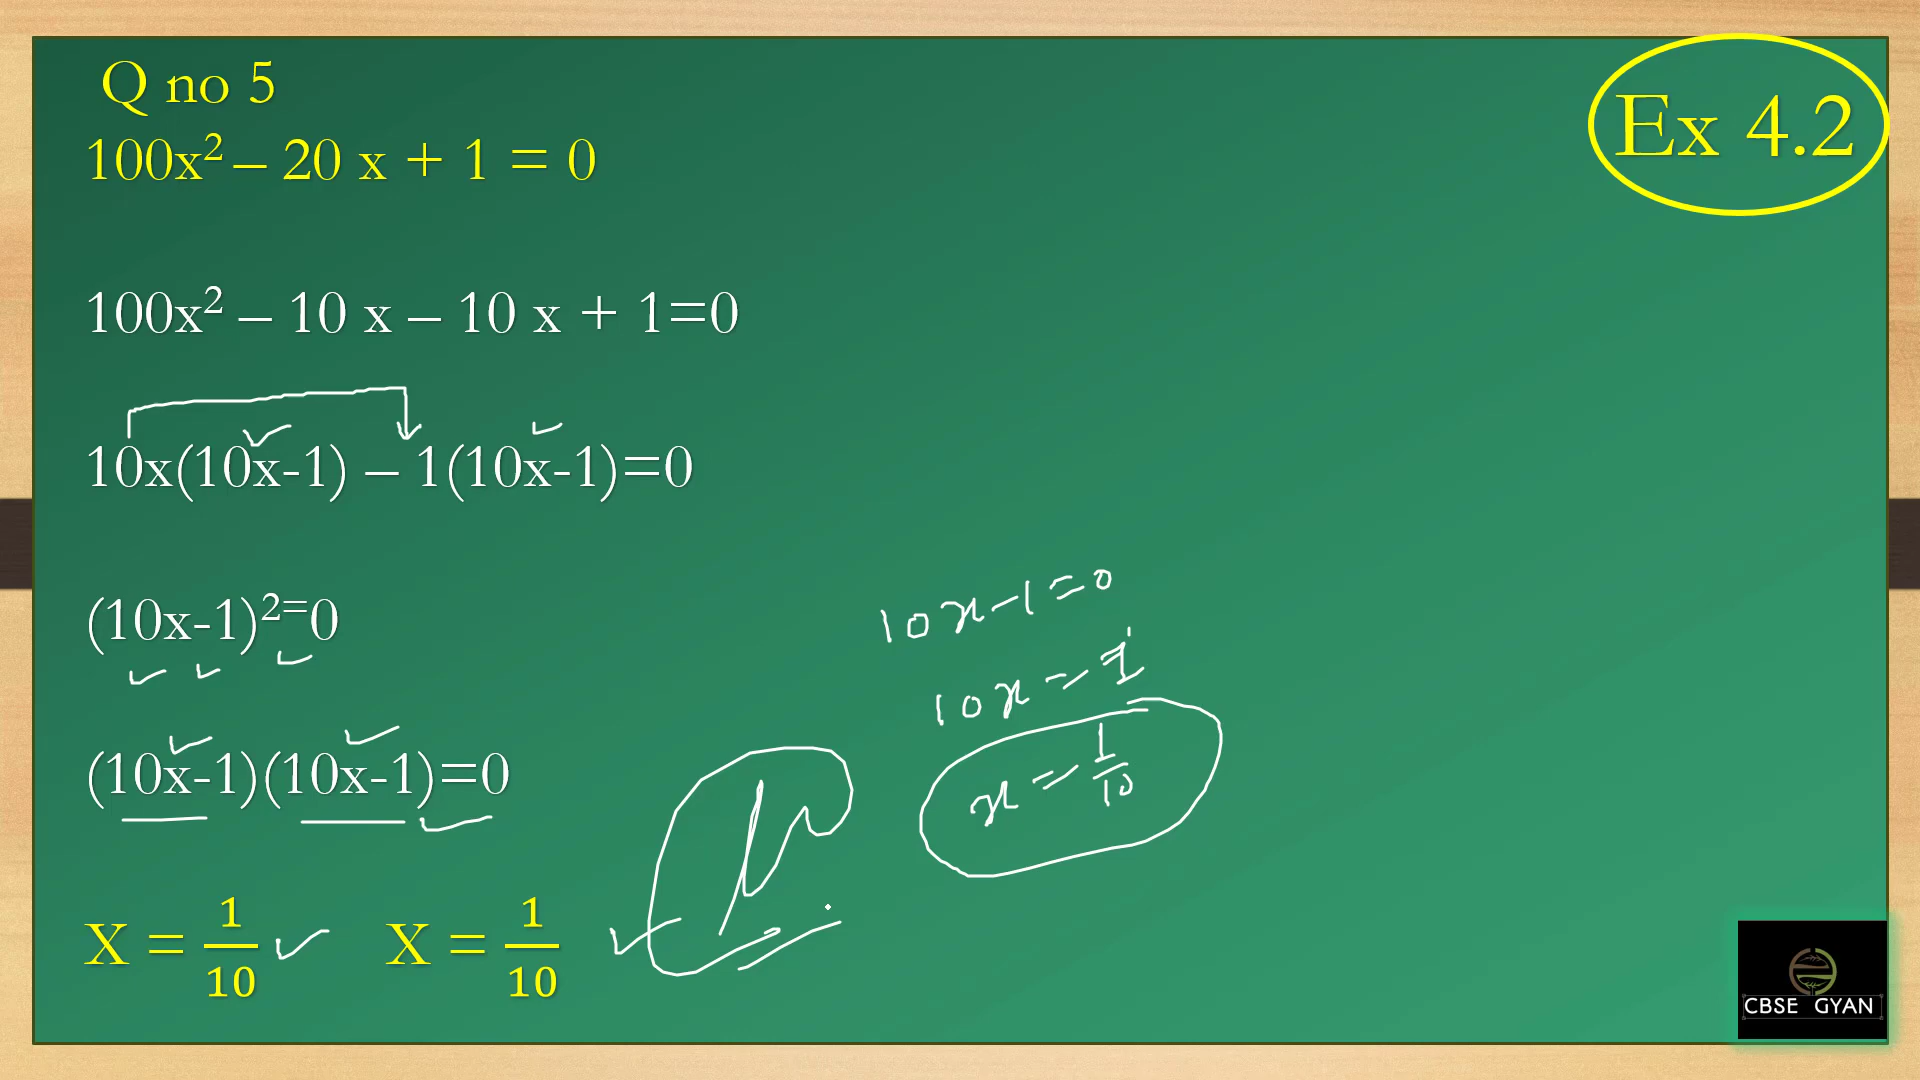 Q no 5
Ex 4.2
100x² – 20 x + 1 = 0
100x² – 10 x – 10 x + 1=0
10x(10x-1) – 1(10x-1)=0
(10x-1)²⁼0
(10x-1)(10x-1)=0
X = 1/10 X = 1/10
10x-1=0
10x=1
x=1/10
CBSE GYAN